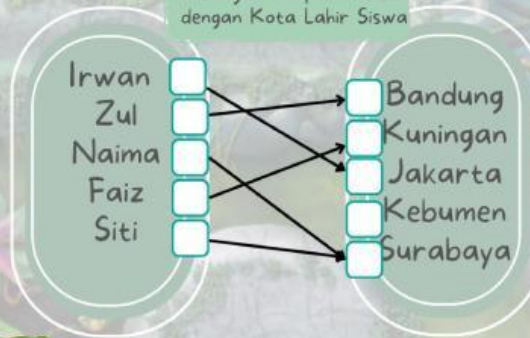 dengan Kota Lahir Siswa
Irwan
Zul
Naima
Faiz
Siti
Bandung
Kuningan
Jakarta
Kebumen
Surabaya